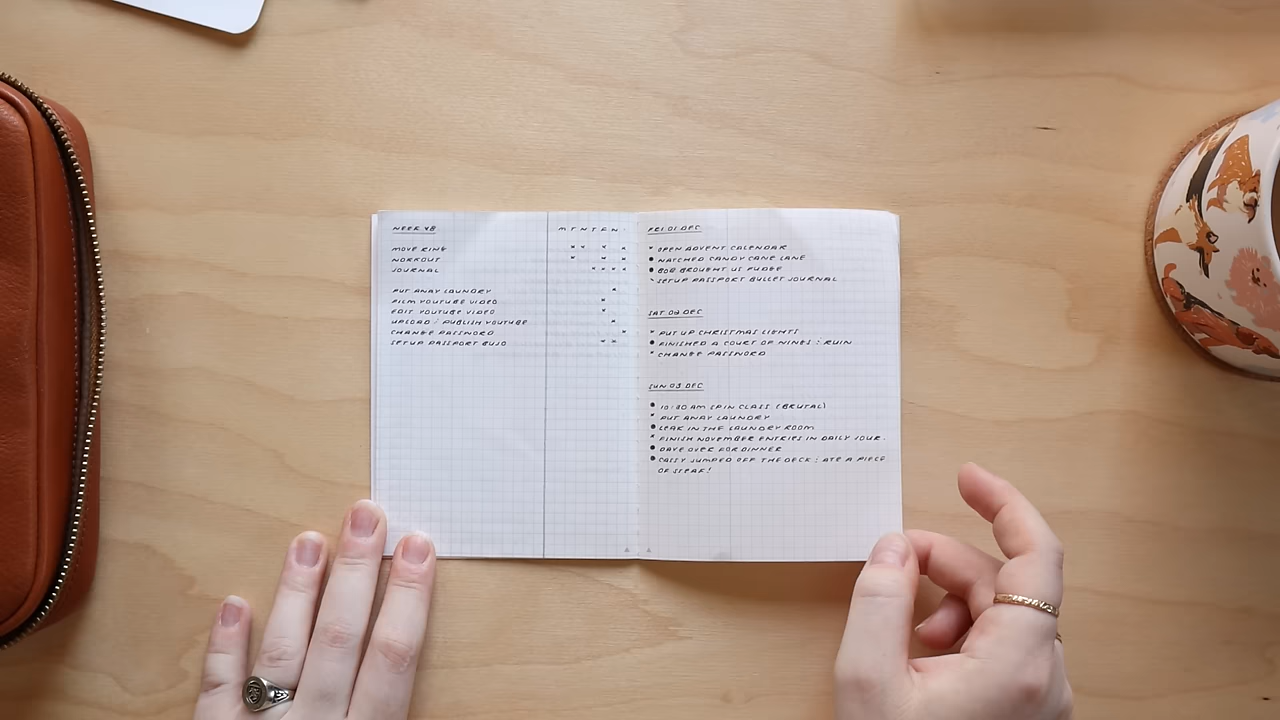 WEEK 48
M T W T F S S
MOVE RING
WORKOUT
JOURNAL
PUT AWAY LAUNDRY
FILM YOUTUBE VIDEO
EDIT YOUTUBE VIDEO
UPLOAD + PUBLISH YOUTUBE
CHANGE PASSWORD
SETUP PASSPORT BUJO
FRI 01 DEC
× OPEN ADVENT CALENDAR
• WATCHED CANDY CANE LANE
• BOB BROUGHT US FUDGE
× SETUP PASSPORT BULLET JOURNAL
SAT 02 DEC
× PUT UP CHRISTMAS LIGHTS
• FINISHED A COURT OF WINGS + RUIN
× CHANGE PASSWORD
SUN 03 DEC
• 10:30 AM SPIN CLASS (BRUTAL)
× PUT AWAY LAUNDRY
• LEAK IN THE LAUNDRY ROOM
× FINISH NOVEMBER ENTRIES IN DAILY JOUR.
• DAVE OVER FOR DINNER
• CASSY JUMPED OFF THE DECK + ATE A PIECE
OF STEAK!